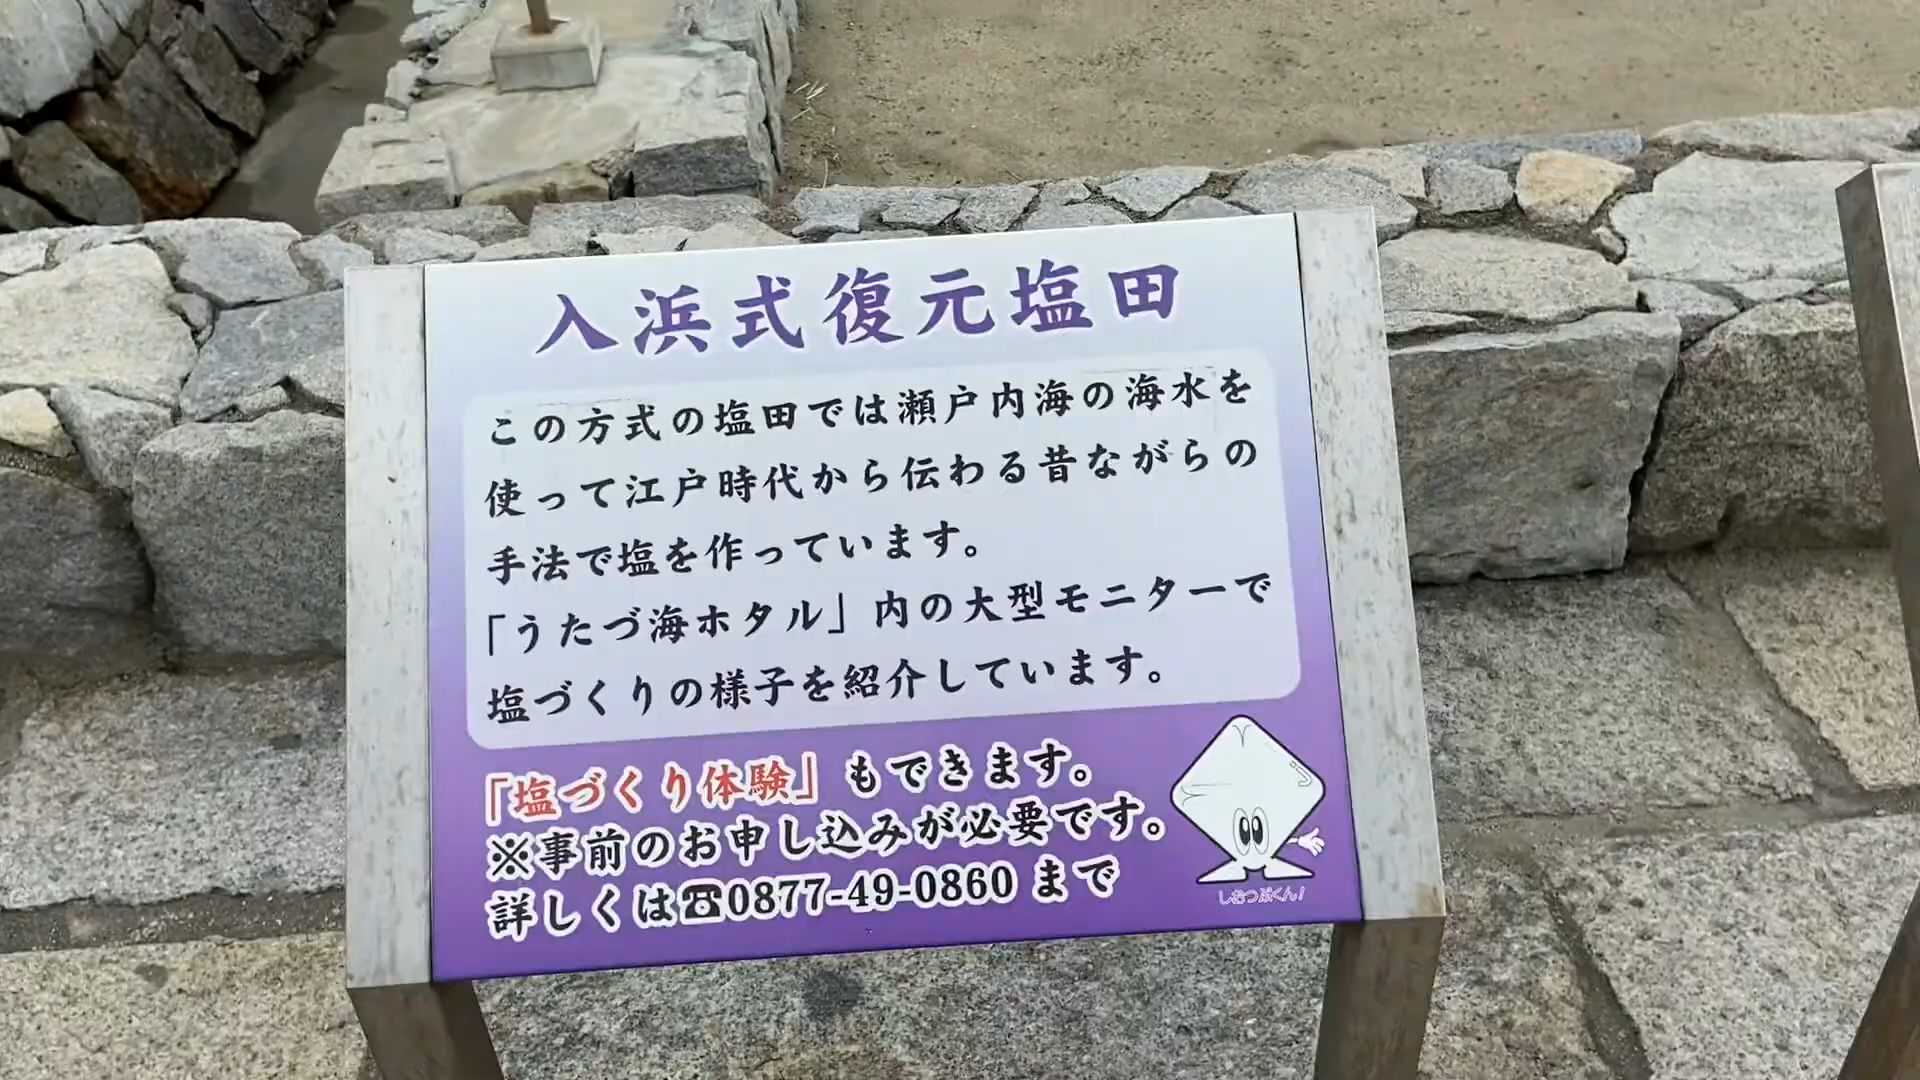 入浜式復元塩田
この方式の塩田では瀬戸内海の海水を
使って江戸時代から伝わる昔ながらの
手法で塩を作っています。
「うたづ海ホタル」内の大型モニターで
塩づくりの様子を紹介しています。
「塩づくり体験」もできます。
※事前のお申し込みが必要です。
詳しくは☎0877-49-0860まで
しおつぶくん!